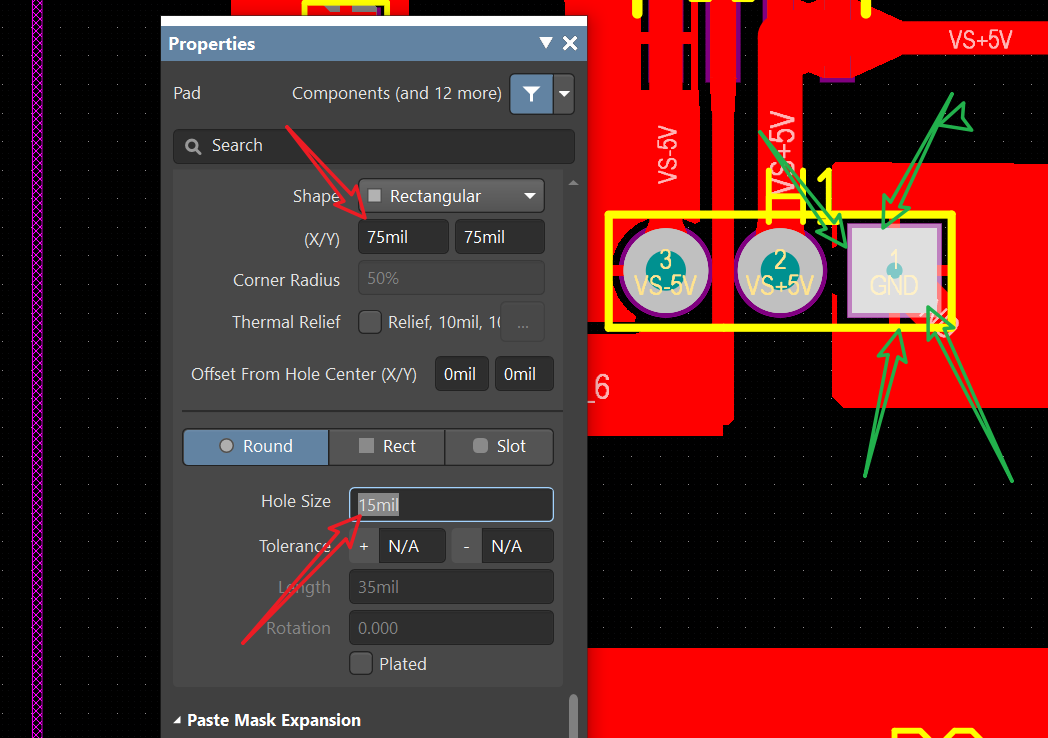 Properties
Pad Components (and 12 more)
Search
Shape Rectangular
(X/Y) 75mil 75mil
Corner Radius 50%
Thermal Relief Relief, 10mil, 10 ...
Offset From Hole Center (X/Y) 0mil 0mil
Round Rect Slot
Hole Size 15mil
Tolerance + N/A - N/A
Length 35mil
Rotation 0.000
Plated
Paste Mask Expansion
VS+5V
VS-5V
VS+5V
3
VS-5V
2
VS+5V
1
GND
_6